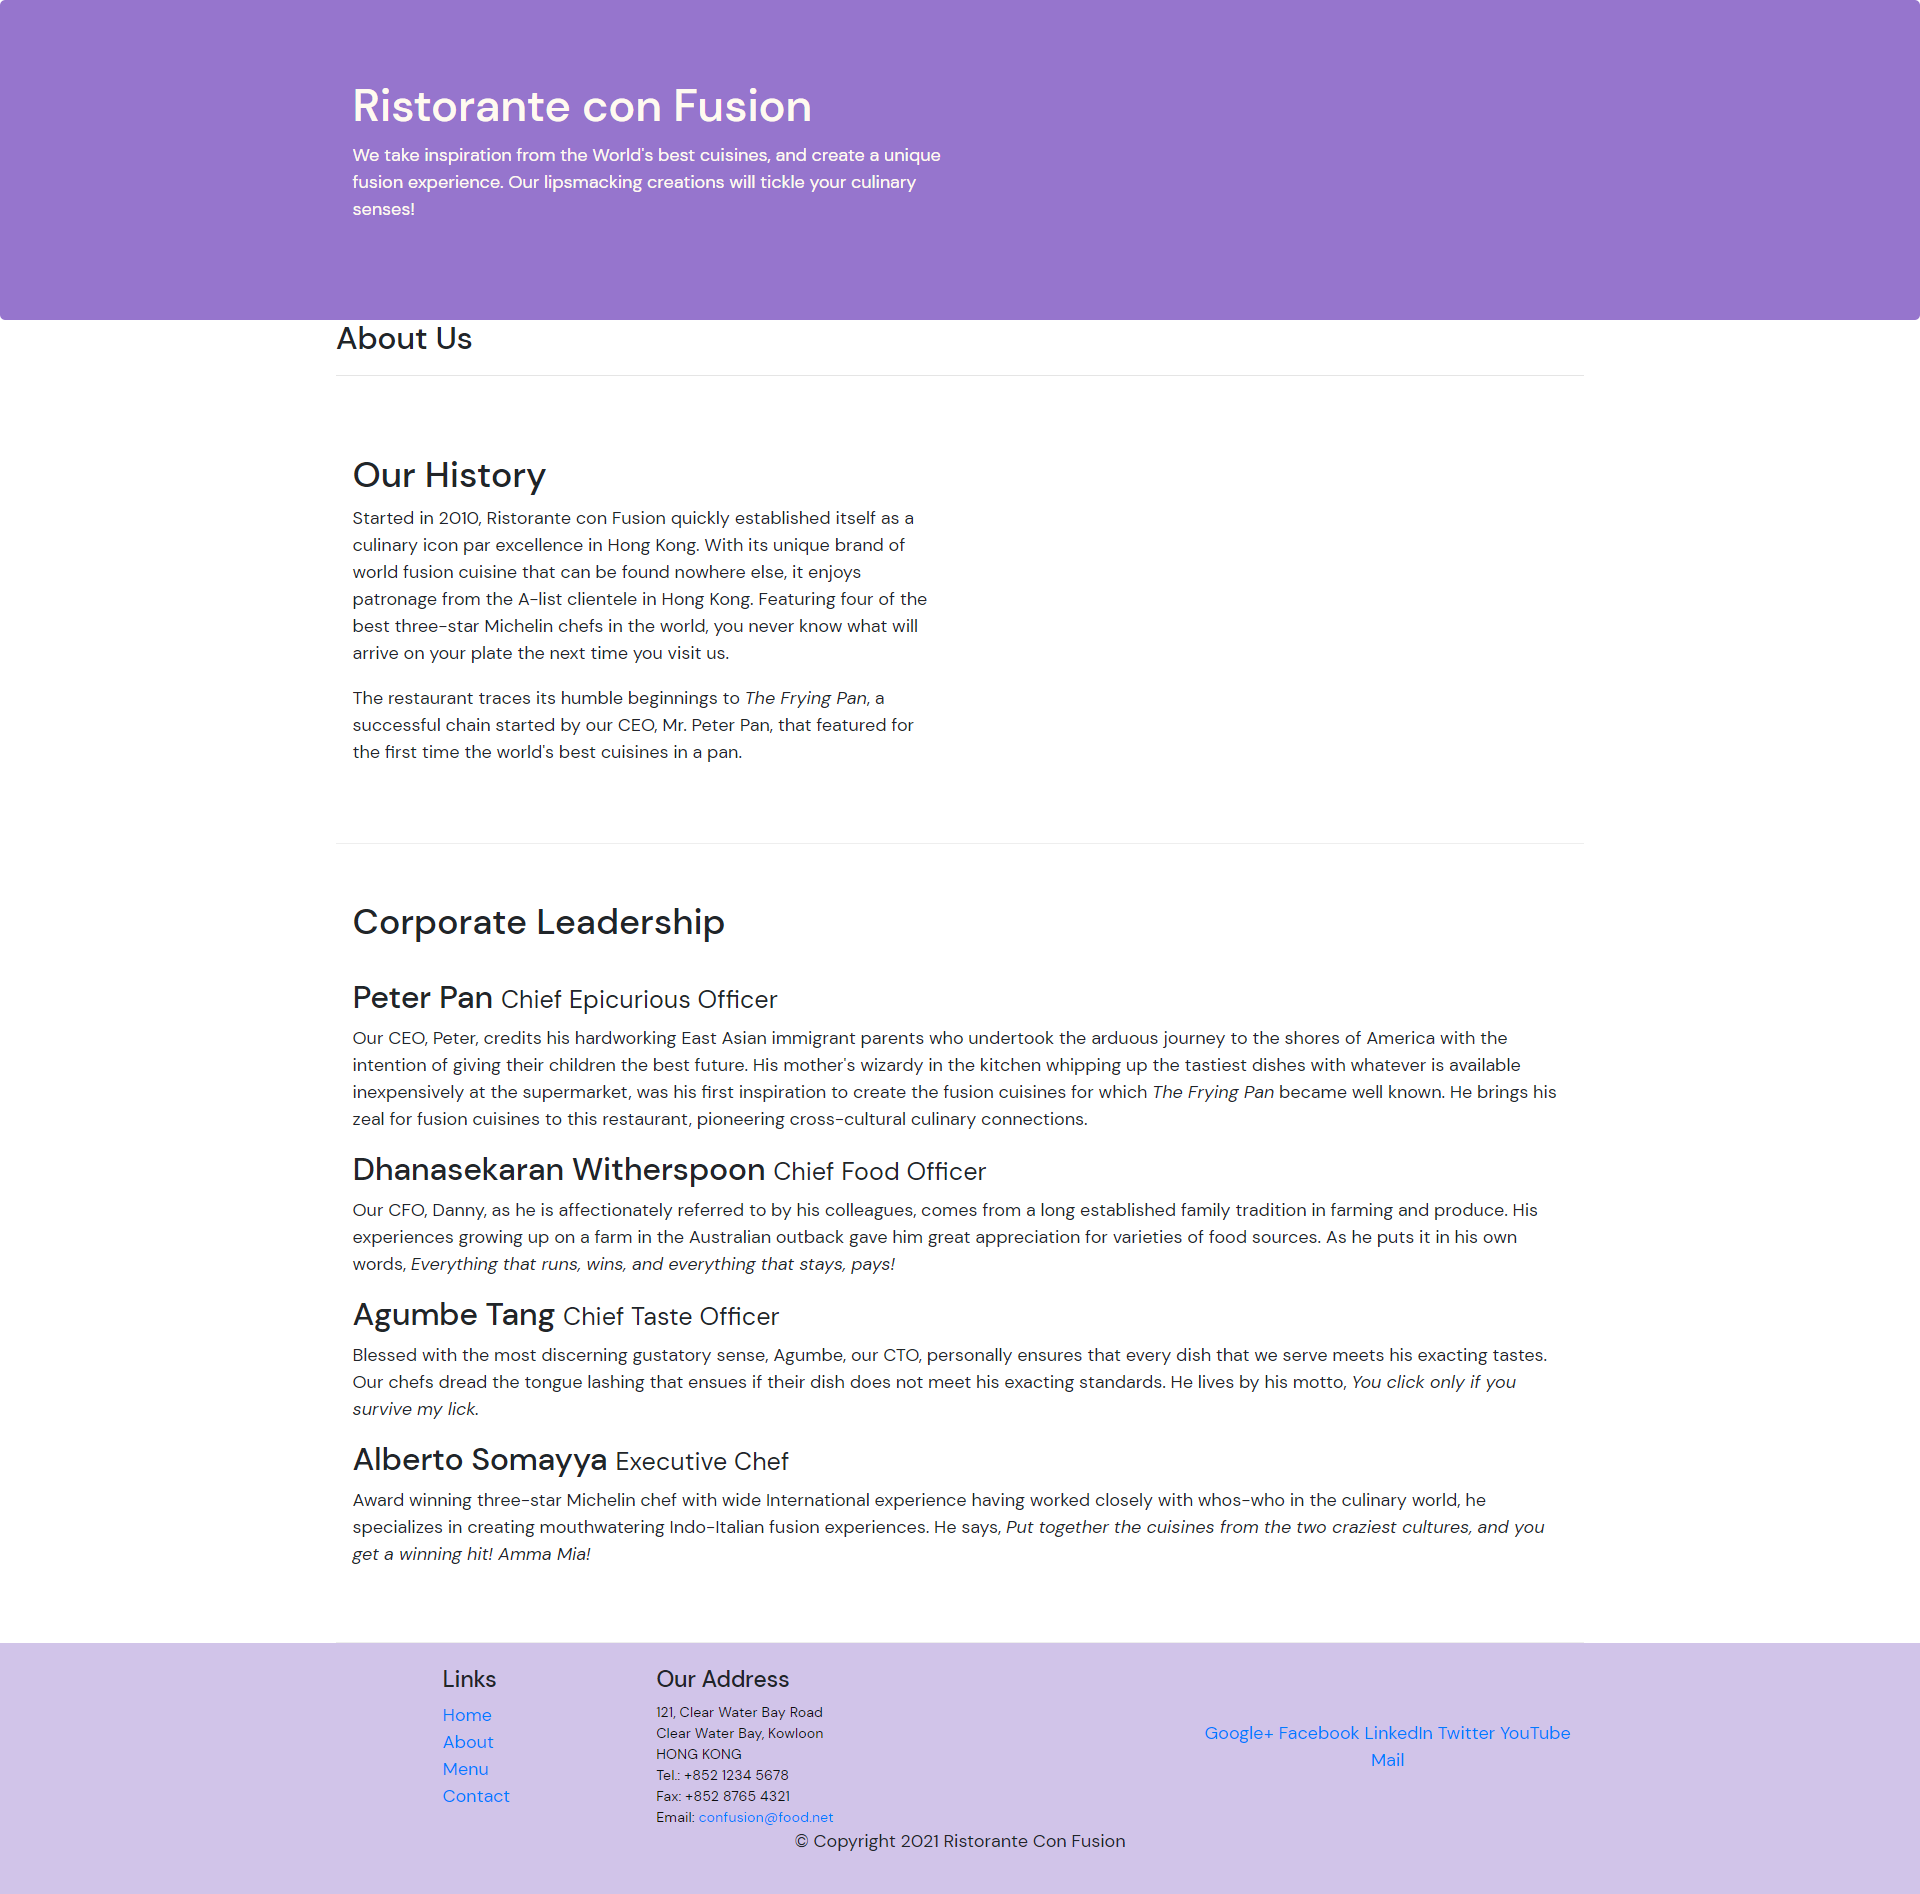 Ristorante con Fusion
We take inspiration from the World's best cuisines, and create a unique
fusion experience. Our lipsmacking creations will tickle your culinary
senses!
About Us
Our History
Started in 2010, Ristorante con Fusion quickly established itself as a
culinary icon par excellence in Hong Kong. With its unique brand of
world fusion cuisine that can be found nowhere else, it enjoys
patronage from the A-list clientele in Hong Kong. Featuring four of the
best three-star Michelin chefs in the world, you never know what will
arrive on your plate the next time you visit us.
The restaurant traces its humble beginnings to The Frying Pan, a
successful chain started by our CEO, Mr. Peter Pan, that featured for
the first time the world's best cuisines in a pan.
Corporate Leadership
Peter Pan Chief Epicurious Officer
Our CEO, Peter, credits his hardworking East Asian immigrant parents who undertook the arduous journey to the shores of America with the
intention of giving their children the best future. His mother's wizardy in the kitchen whipping up the tastiest dishes with whatever is available
inexpensively at the supermarket, was his first inspiration to create the fusion cuisines for which The Frying Pan became well known. He brings his
zeal for fusion cuisines to this restaurant, pioneering cross-cultural culinary connections.
Dhanasekaran Witherspoon Chief Food Officer
Our CFO, Danny, as he is affectionately referred to by his colleagues, comes from a long established family tradition in farming and produce. His
experiences growing up on a farm in the Australian outback gave him great appreciation for varieties of food sources. As he puts it in his own
words, Everything that runs, wins, and everything that stays, pays!
Agumbe Tang Chief Taste Officer
Blessed with the most discerning gustatory sense, Agumbe, our CTO, personally ensures that every dish that we serve meets his exacting tastes.
Our chefs dread the tongue lashing that ensues if their dish does not meet his exacting standards. He lives by his motto, You click only if you
survive my lick.
Alberto Somayya Executive Chef
Award winning three-star Michelin chef with wide International experience having worked closely with whos-who in the culinary world, he
specializes in creating mouthwatering Indo-Italian fusion experiences. He says, Put together the cuisines from the two craziest cultures, and you
get a winning hit! Amma Mia!
Links
Home
About
Menu
Contact
Our Address
121, Clear Water Bay Road
Clear Water Bay, Kowloon
HONG KONG
Tel.: +852 1234 5678
Fax: +852 8765 4321
Email: confusion@food.net
Google+ Facebook LinkedIn Twitter YouTube
Mail
© Copyright 2021 Ristorante Con Fusion